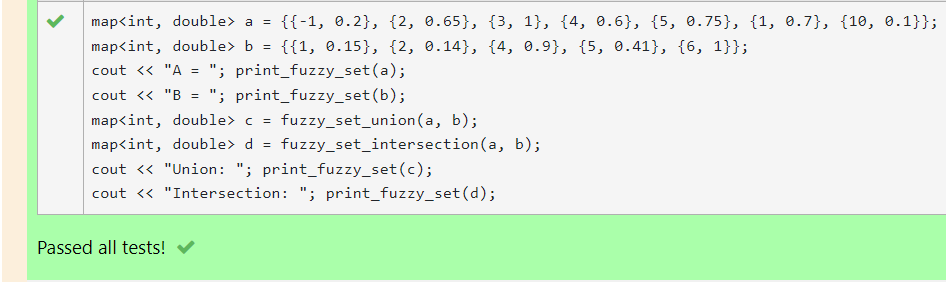 map<int, double> a = {{-1, 0.2}, {2, 0.65}, {3, 1}, {4, 0.6}, {5, 0.75}, {1, 0.7}, {10, 0.1}};
map<int, double> b = {{1, 0.15}, {2, 0.14}, {4, 0.9}, {5, 0.41}, {6, 1}};
cout << "A = "; print_fuzzy_set(a);
cout << "B = "; print_fuzzy_set(b);
map<int, double> c = fuzzy_set_union(a, b);
map<int, double> d = fuzzy_set_intersection(a, b);
cout << "Union: "; print_fuzzy_set(c);
cout << "Intersection: "; print_fuzzy_set(d);
Passed all tests!